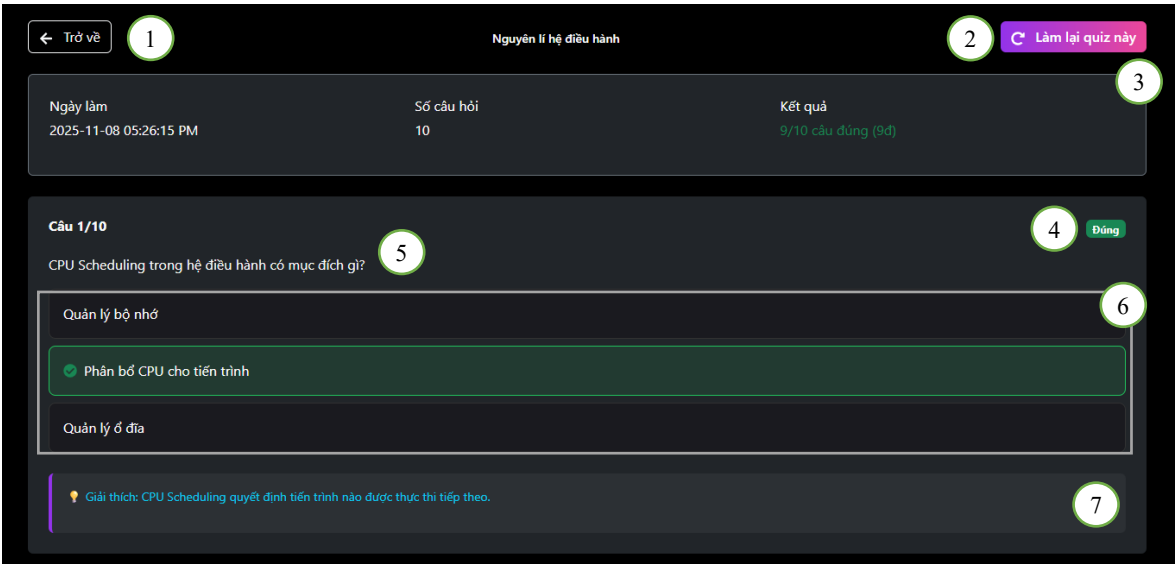 Trở về
1
Nguyên lí hệ điều hành
2
Làm lại quiz này
3
Ngày làm
Số câu hỏi
Kết quả
2025-11-08 05:26:15 PM
10
9/10 câu đúng (9đ)
Câu 1/10
4
Đúng
5
CPU Scheduling trong hệ điều hành có mục đích gì?
6
Quản lý bộ nhớ
Phân bổ CPU cho tiến trình
Quản lý ổ đĩa
Giải thích: CPU Scheduling quyết định tiến trình nào được thực thi tiếp theo.
7